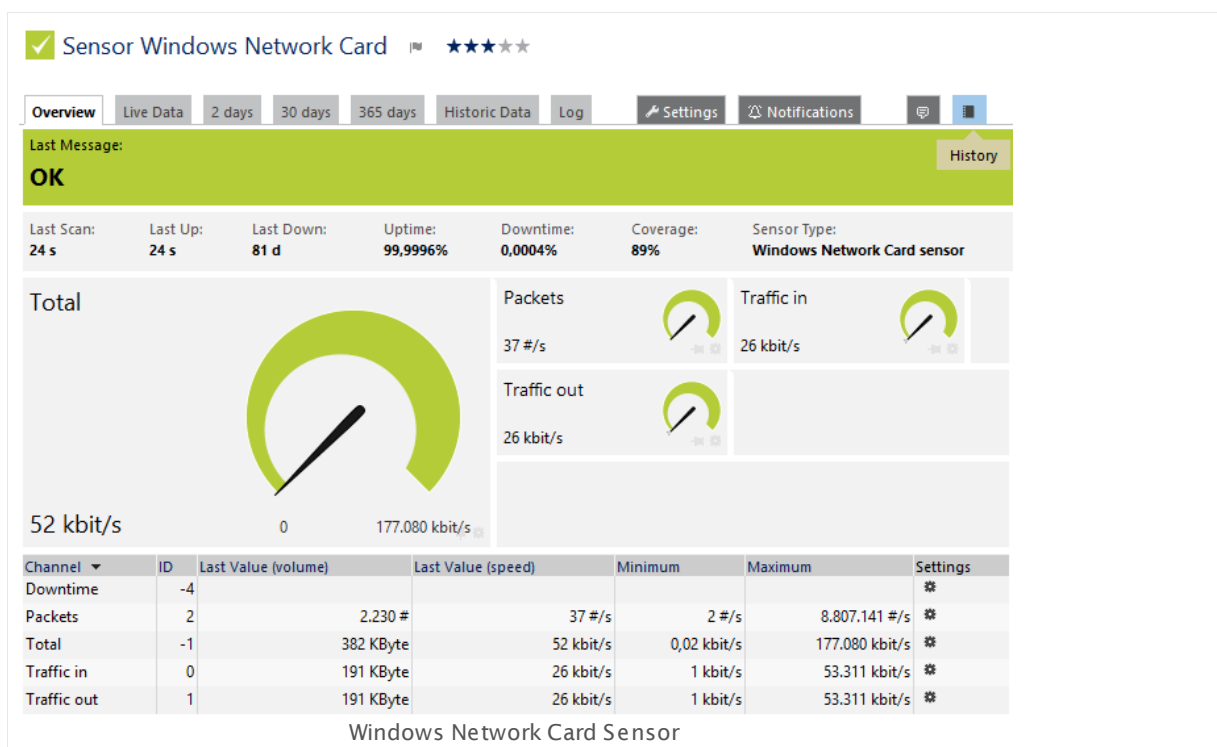 Sensor Windows Network Card
Overview Live Data 2 days 30 days 365 days Historic Data Log Settings Notifications
Last Message:
OK
History
Last Scan: Last Up: Last Down: Uptime: Downtime: Coverage: Sensor Type:
24 s 24 s 81 d 99,9996% 0,0004% 89% Windows Network Card sensor
Total
52 kbit/s
0 177.080 kbit/s
Packets
37 #/s
Traffic in
26 kbit/s
Traffic out
26 kbit/s
Channel ID Last Value (volume) Last Value (speed) Minimum Maximum Settings
Downtime -4
Packets 2 2.230 # 37 #/s 2 #/s 8.807.141 #/s
Total -1 382 KByte 52 kbit/s 0,02 kbit/s 177.080 kbit/s
Traffic in 0 191 KByte 26 kbit/s 1 kbit/s 53.311 kbit/s
Traffic out 1 191 KByte 26 kbit/s 1 kbit/s 53.311 kbit/s
Windows Network Card Sensor